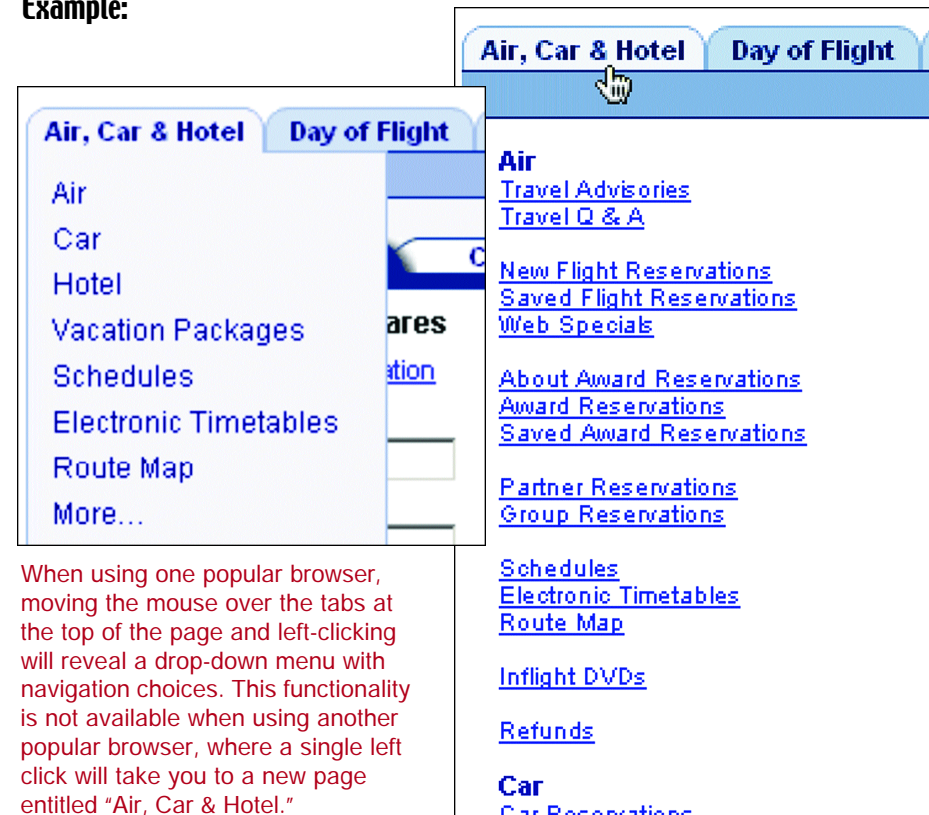 Example:
Air, Car & Hotel Day of Flight
Air, Car & Hotel Day of Flight
Air
Car
Hotel
Vacation Packages
Schedules
Electronic Timetables
Route Map
More...
C
ares
ation
When using one popular browser,
moving the mouse over the tabs at
the top of the page and left-clicking
will reveal a drop-down menu with
navigation choices. This functionality
is not available when using another
popular browser, where a single left
click will take you to a new page
entitled “Air, Car & Hotel.”
Air
Travel Advisories
Travel Q & A
New Flight Reservations
Saved Flight Reservations
Web Specials
About Award Reservations
Award Reservations
Saved Award Reservations
Partner Reservations
Group Reservations
Schedules
Electronic Timetables
Route Map
Inflight DVDs
Refunds
Car
Car Reservations